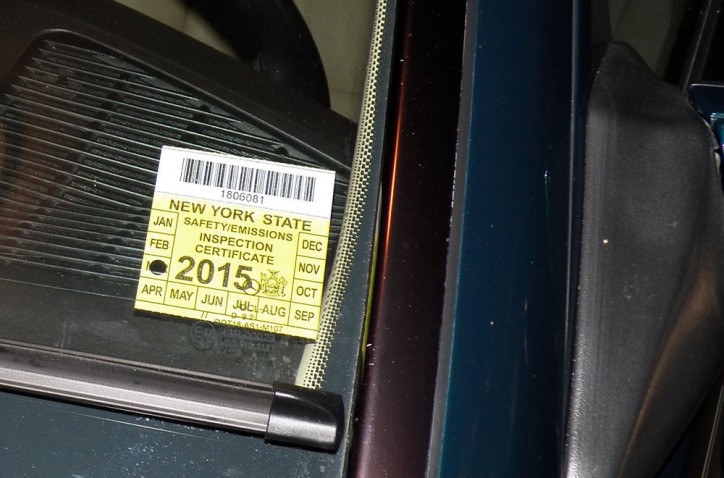 1806081
NEW YORK STATE
SAFETY/EMISSIONS
INSPECTION
CERTIFICATE
2015
JAN
FEB
APR
MAY
JUN
JUL
AUG
SEP
OCT
NOV
DEC